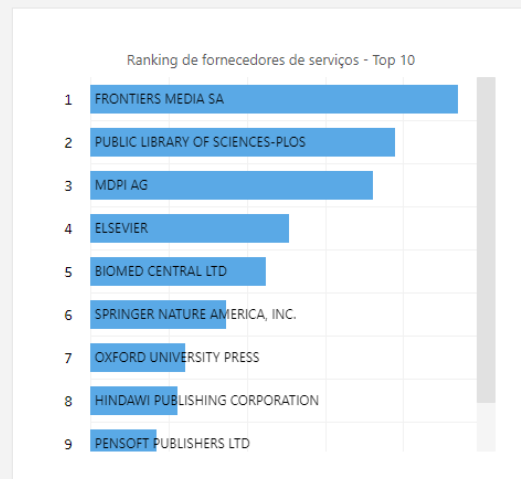 Ranking de fornecedores de serviços - Top 10
1 FRONTIERS MEDIA SA
2 PUBLIC LIBRARY OF SCIENCES-PLOS
3 MDPI AG
4 ELSEVIER
5 BIOMED CENTRAL LTD
6 SPRINGER NATURE AMERICA, INC.
7 OXFORD UNIVERSITY PRESS
8 HINDAWI PUBLISHING CORPORATION
9 PENSOFT PUBLISHERS LTD